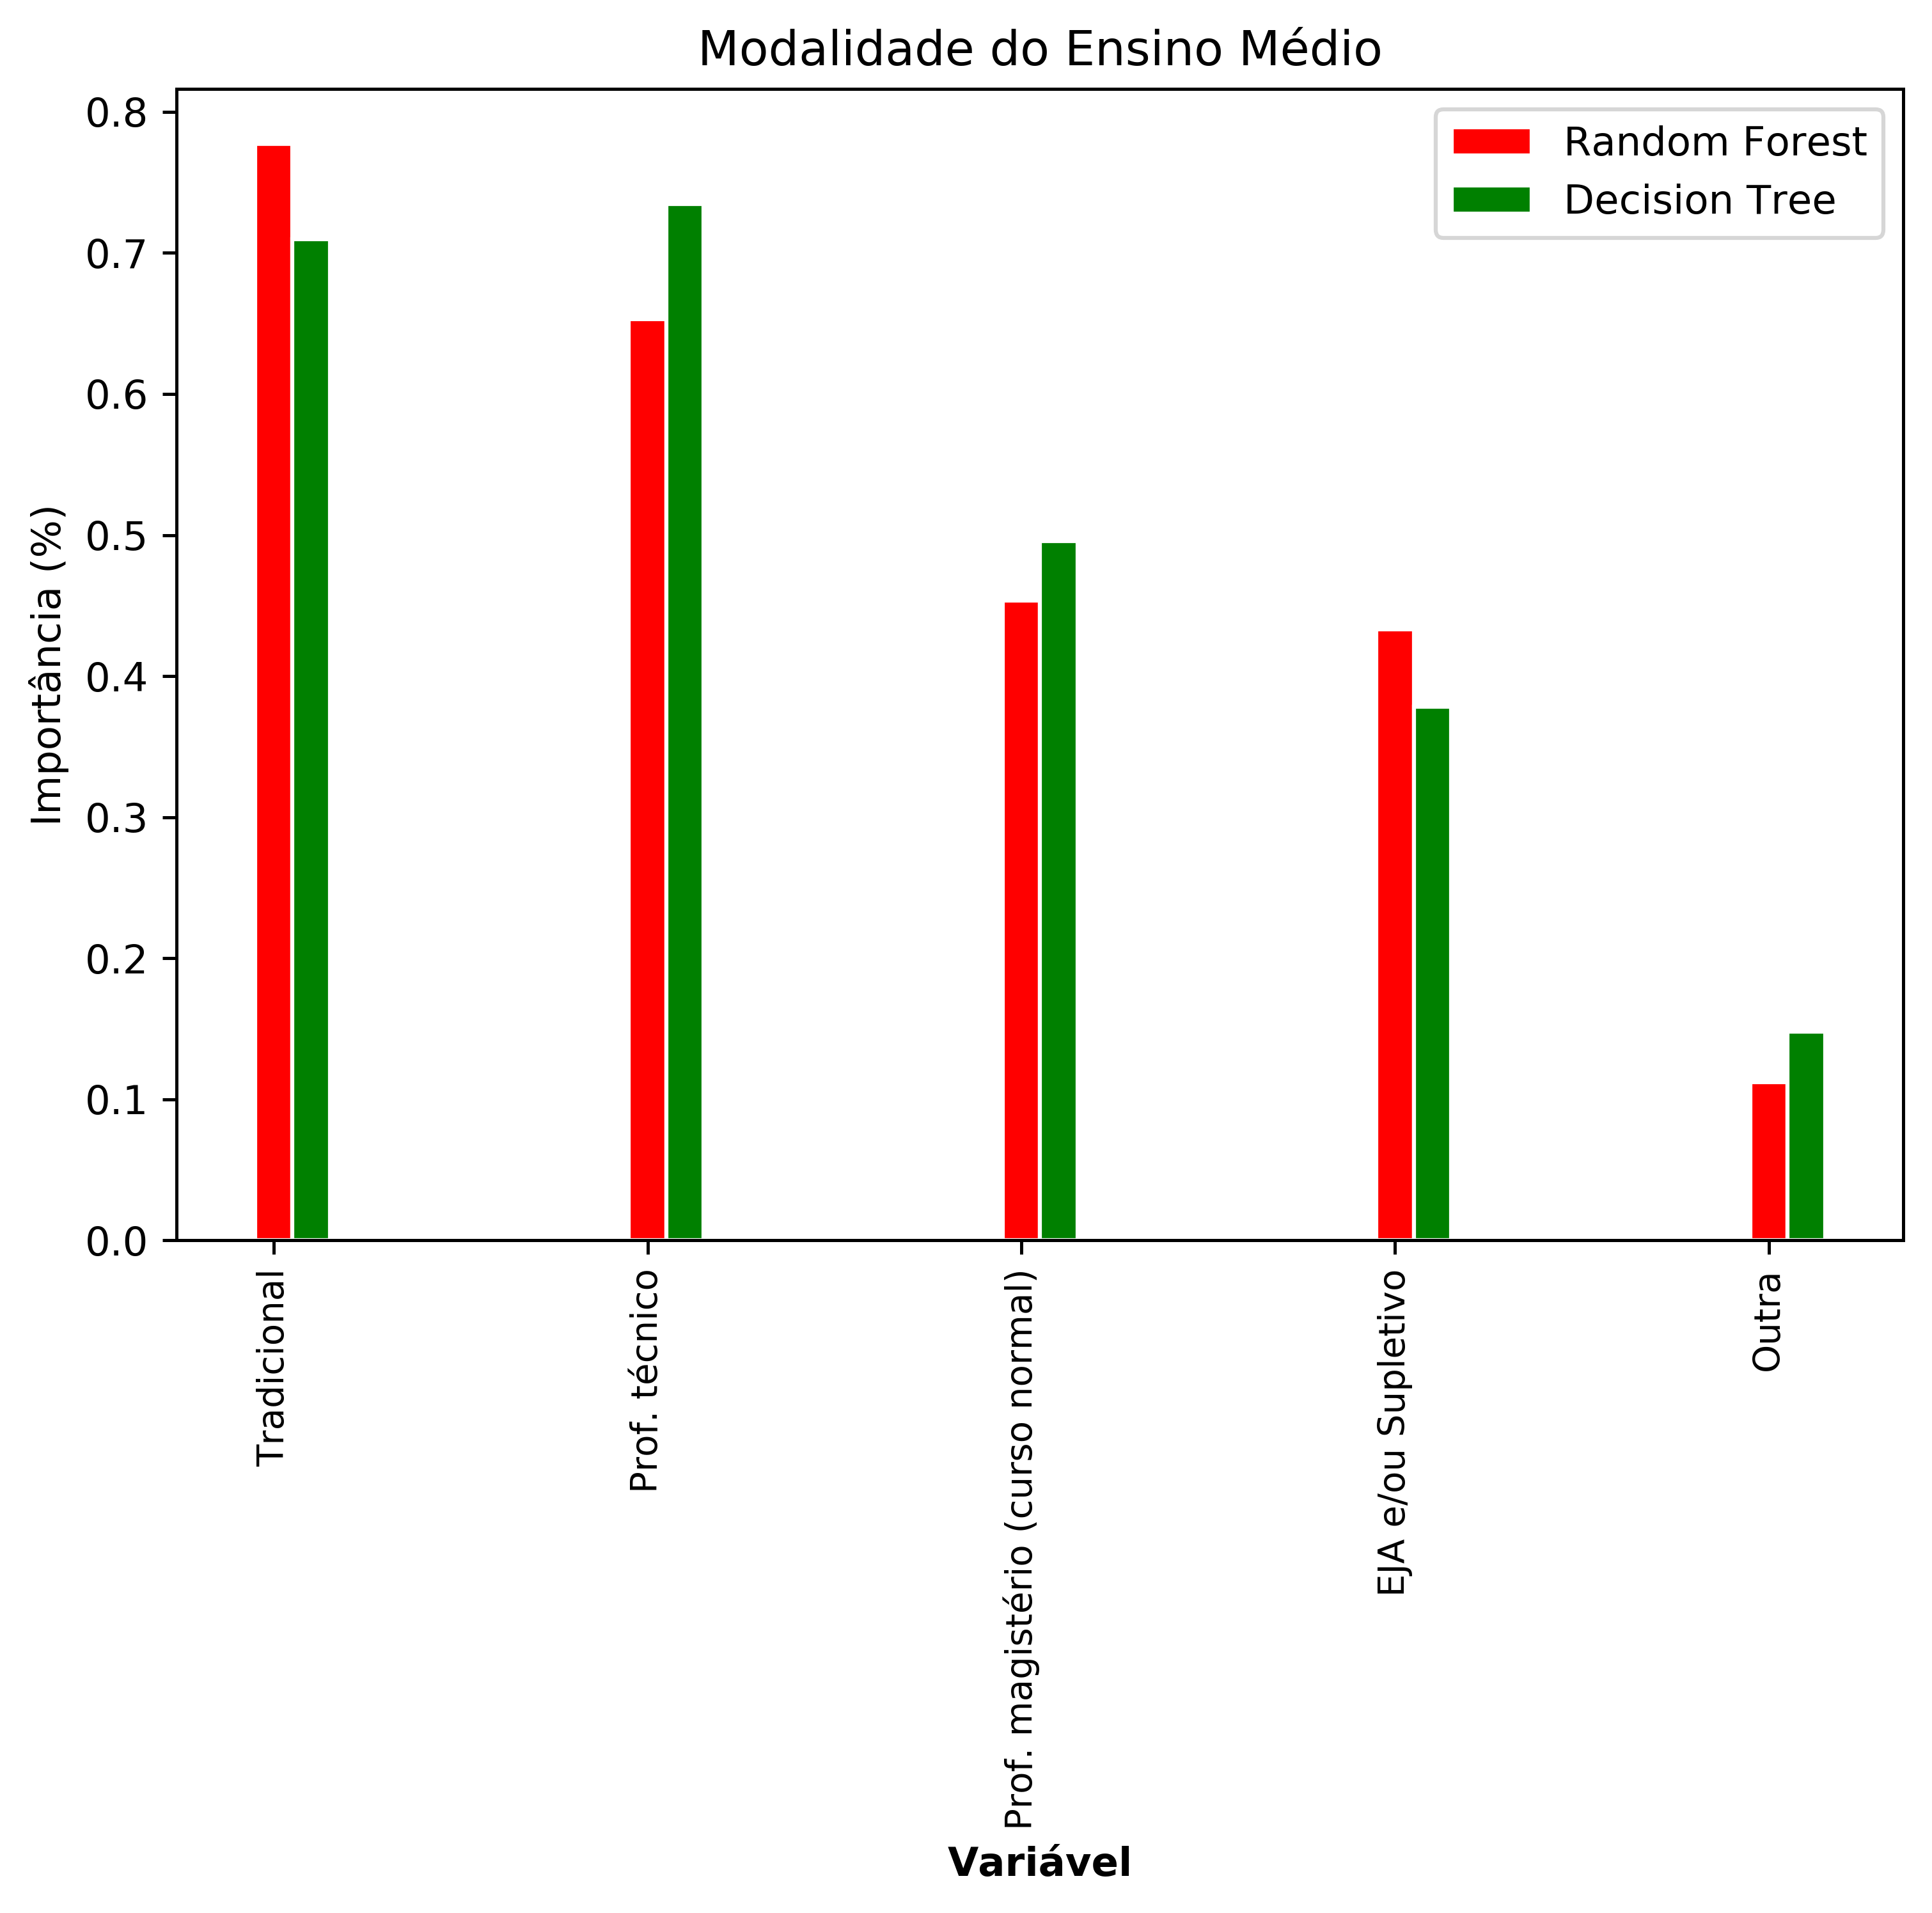 Modalidade do Ensino Médio
Random Forest
Decision Tree
Importância (%)
0.8
0.7
0.6
0.5
0.4
0.3
0.2
0.1
0.0
Tradicional
Prof. técnico
Prof. magistério (curso normal)
EJA e/ou Supletivo
Outra
Variável